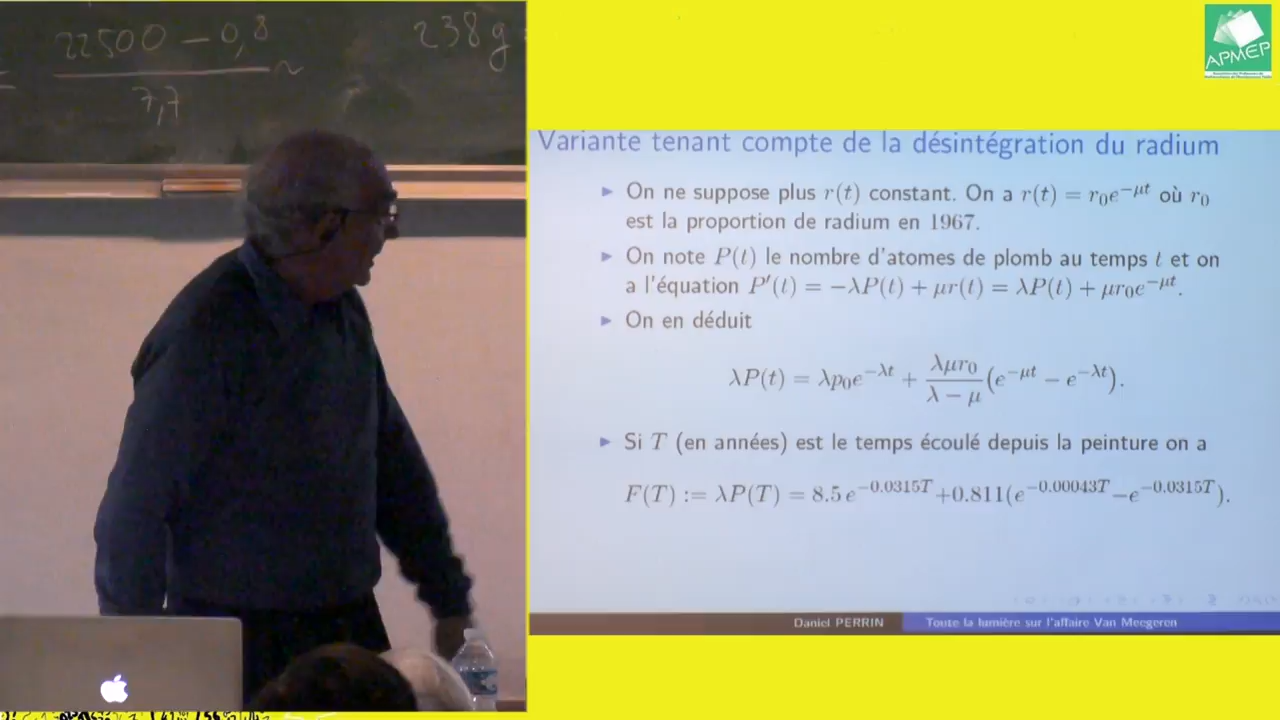 22500 – 0,8
238 g
7,7
APMEP
Variante tenant compte de la désintégration du radium
On ne suppose plus r(t) constant. On a r(t) = r₀e^{−μt} où r₀
est la proportion de radium en 1967.
On note P(t) le nombre d'atomes de plomb au temps t et on
a l'équation P′(t) = −λP(t) + μr(t) = λP(t) + μr₀e^{−μt}.
On en déduit
λP(t) = λp₀e^{−λt} + \frac{λμr₀}{λ − μ}(e^{−μt} − e^{−λt}).
Si T (en années) est le temps écoulé depuis la peinture on a
F(T) := λP(T) = 8.5 e^{−0.0315T}+0.811(e^{−0.00043T}−e^{−0.0315T}).
Daniel PERRIN Toute la lumière sur l'affaire Van Meegeren